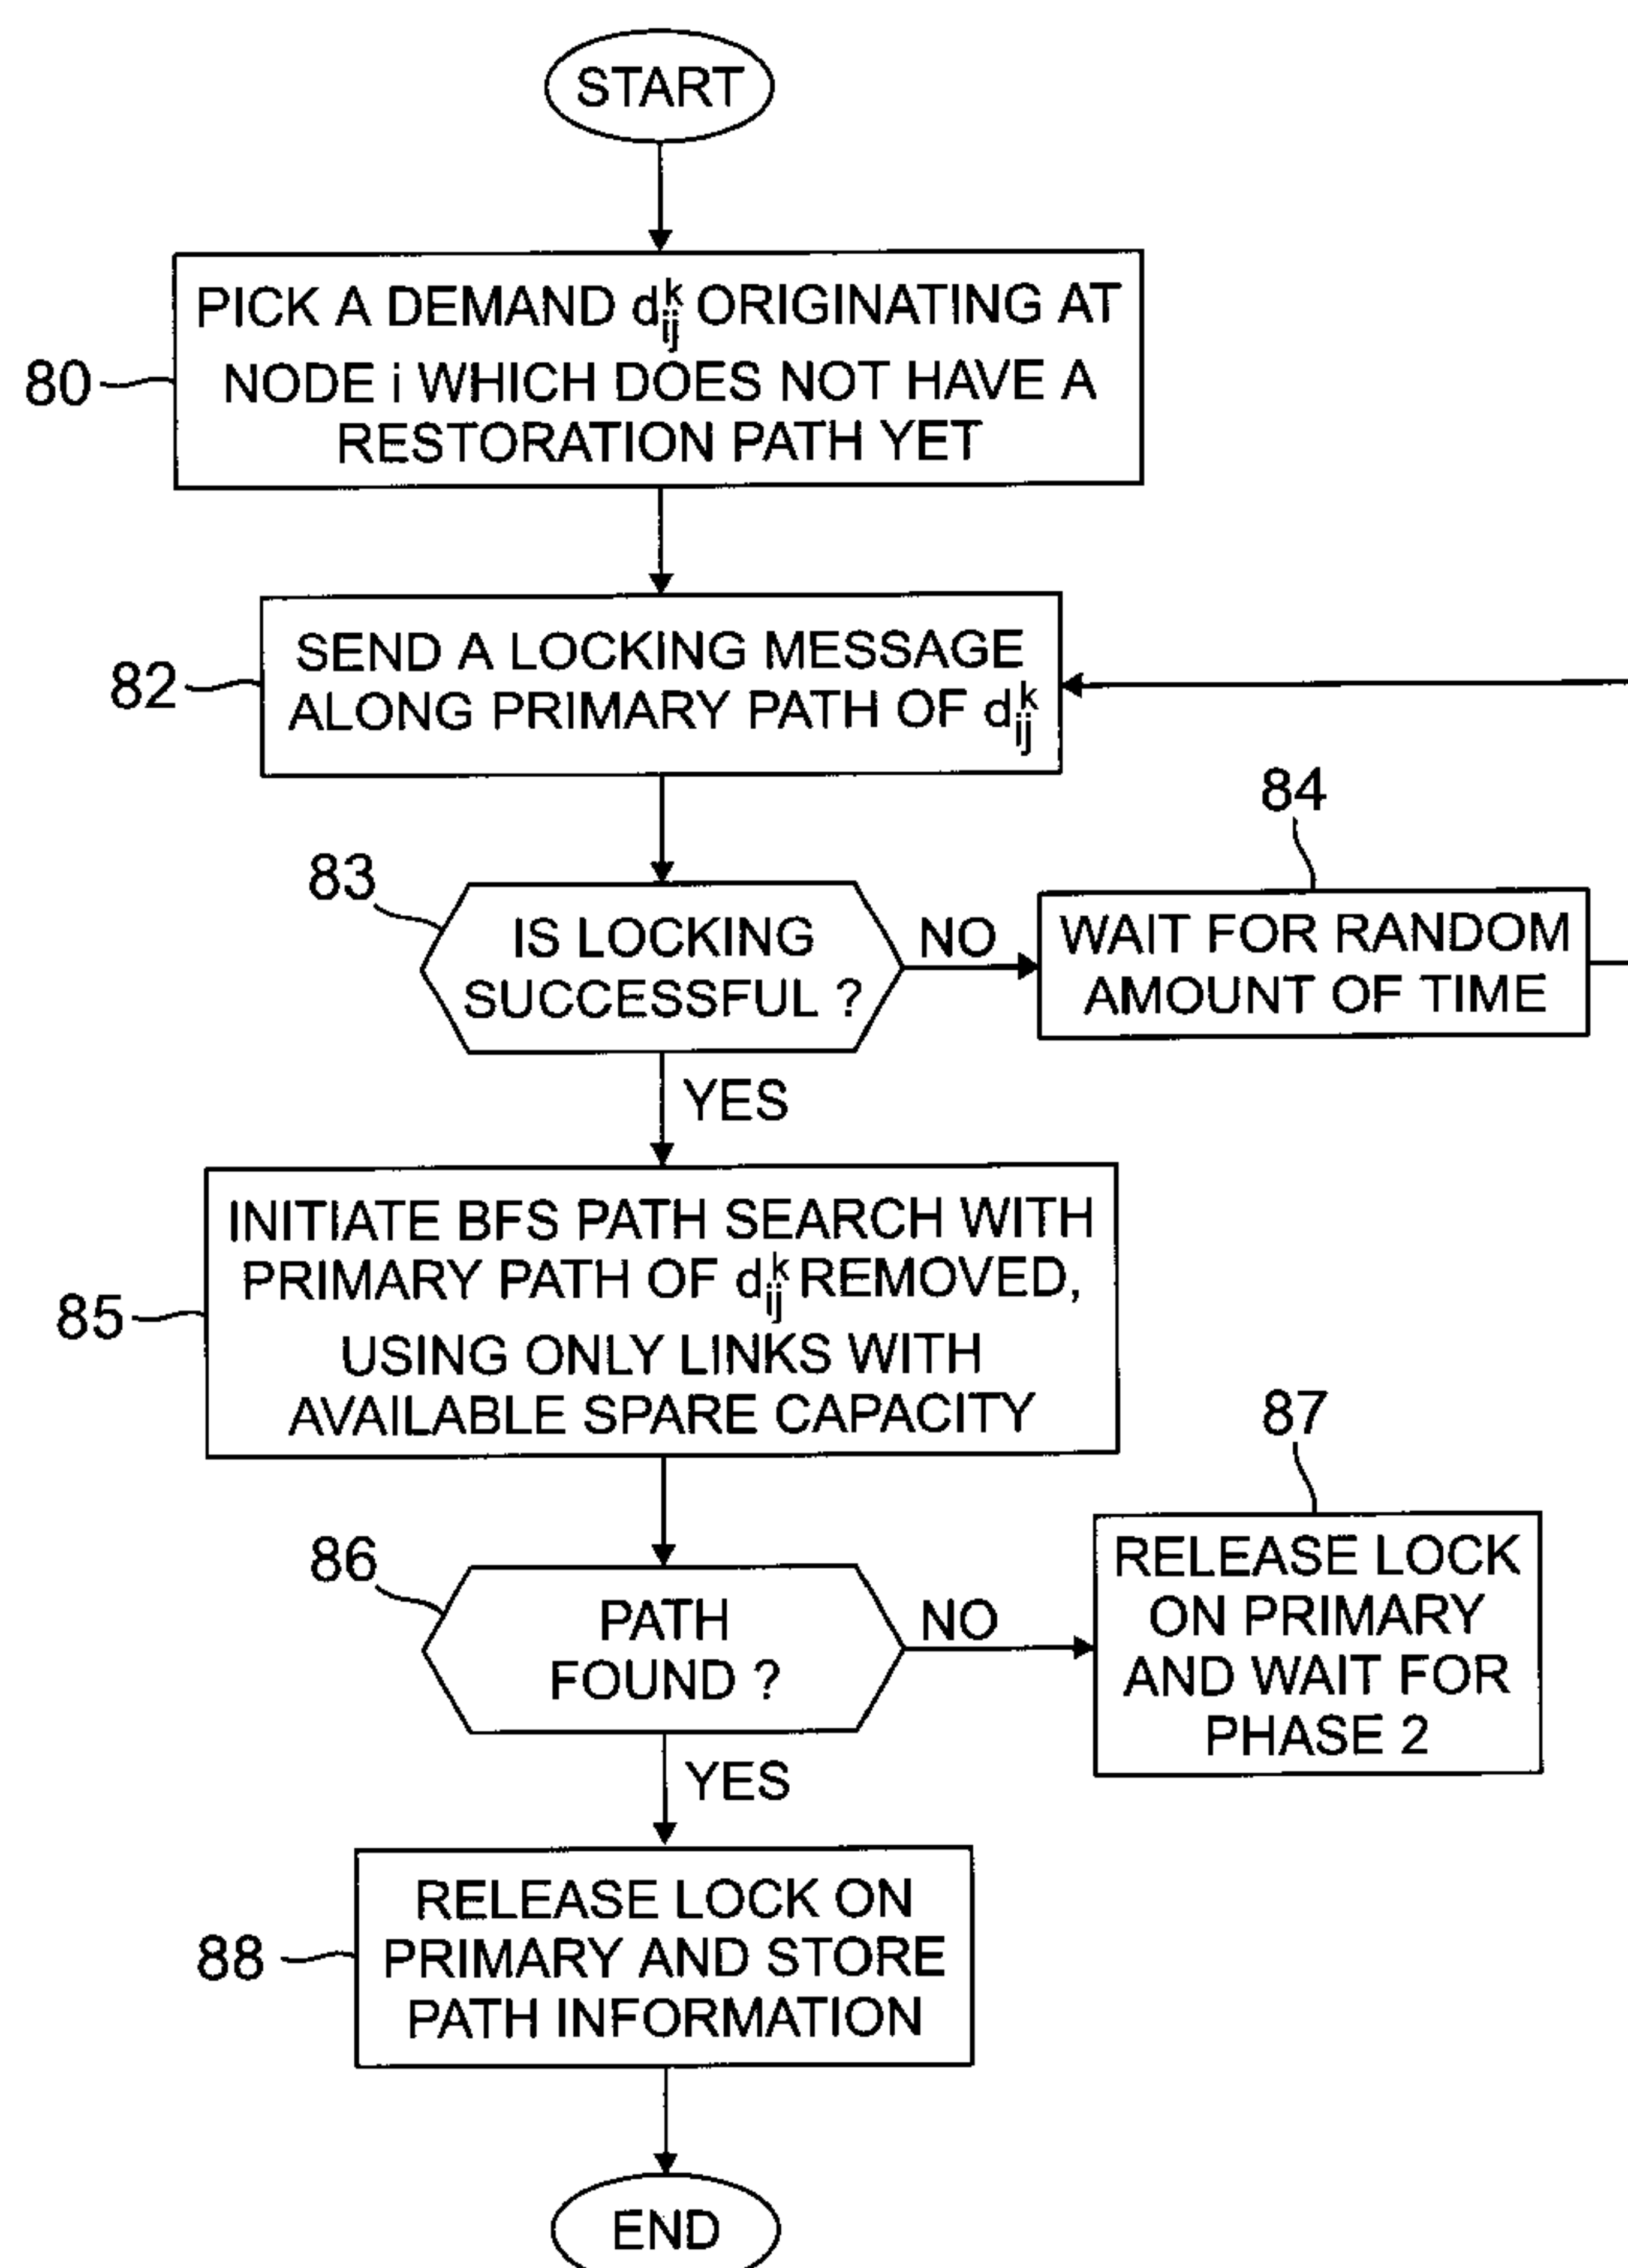 START
PICK A DEMAND d^k_ij ORIGINATING AT
NODE i WHICH DOES NOT HAVE A
RESTORATION PATH YET
80
SEND A LOCKING MESSAGE
ALONG PRIMARY PATH OF d^k_ij
82
83
IS LOCKING
SUCCESSFUL ?
NO
84
WAIT FOR RANDOM
AMOUNT OF TIME
YES
INITIATE BFS PATH SEARCH WITH
PRIMARY PATH OF d^k_ij REMOVED,
USING ONLY LINKS WITH
AVAILABLE SPARE CAPACITY
85
86
PATH
FOUND ?
NO
87
RELEASE LOCK
ON PRIMARY
AND WAIT FOR
PHASE 2
YES
88
RELEASE LOCK ON
PRIMARY AND STORE
PATH INFORMATION
END